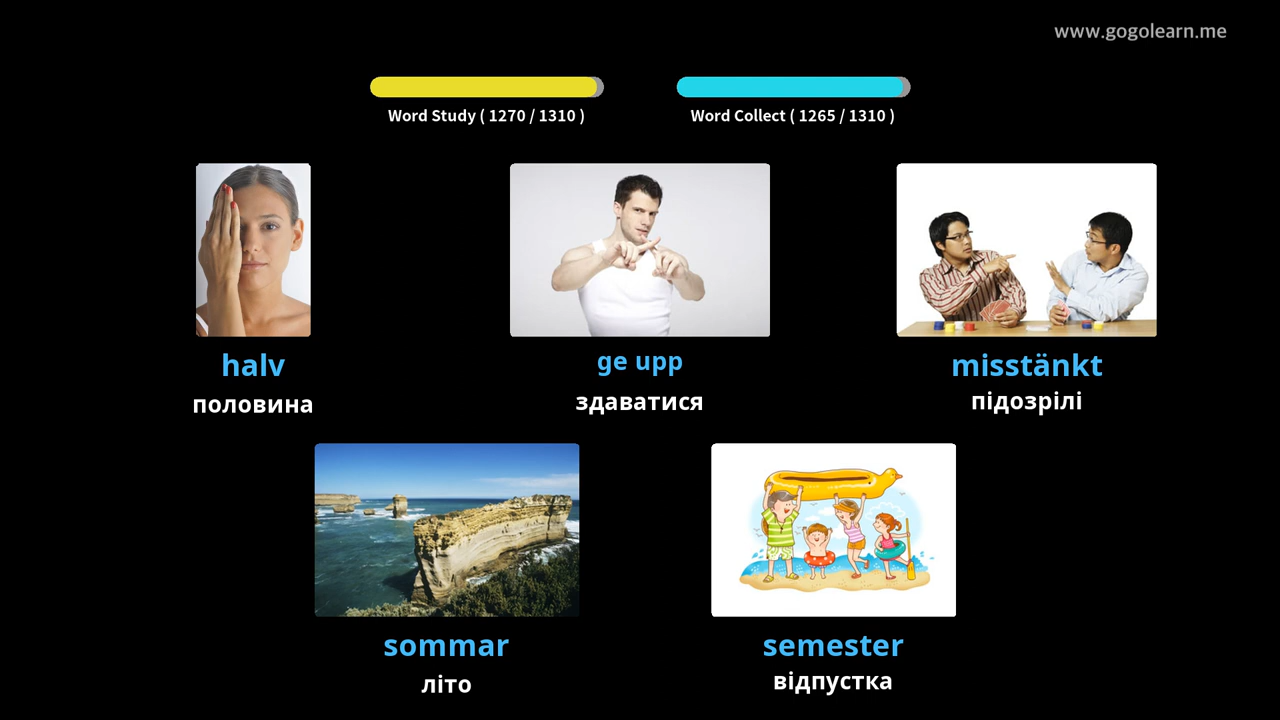 www.gogolearn.me
Word Study ( 1270 / 1310 )
Word Collect ( 1265 / 1310 )
halv
половина
ge upp
здаватися
misstänkt
підозрілі
sommar
літо
semester
відпустка